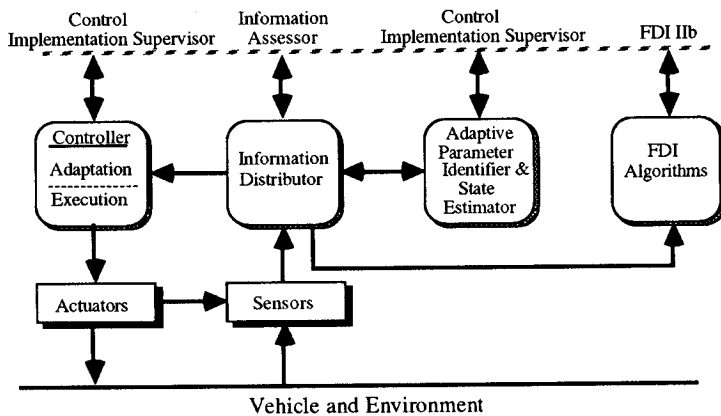 Control
Implementation Supervisor
Information
Assessor
Control
Implementation Supervisor
FDI IIb
Controller
Adaptation
Execution
Information
Distributor
Adaptive
Parameter
Identifier &
State
Estimator
FDI
Algorithms
Actuators
Sensors
Vehicle and Environment